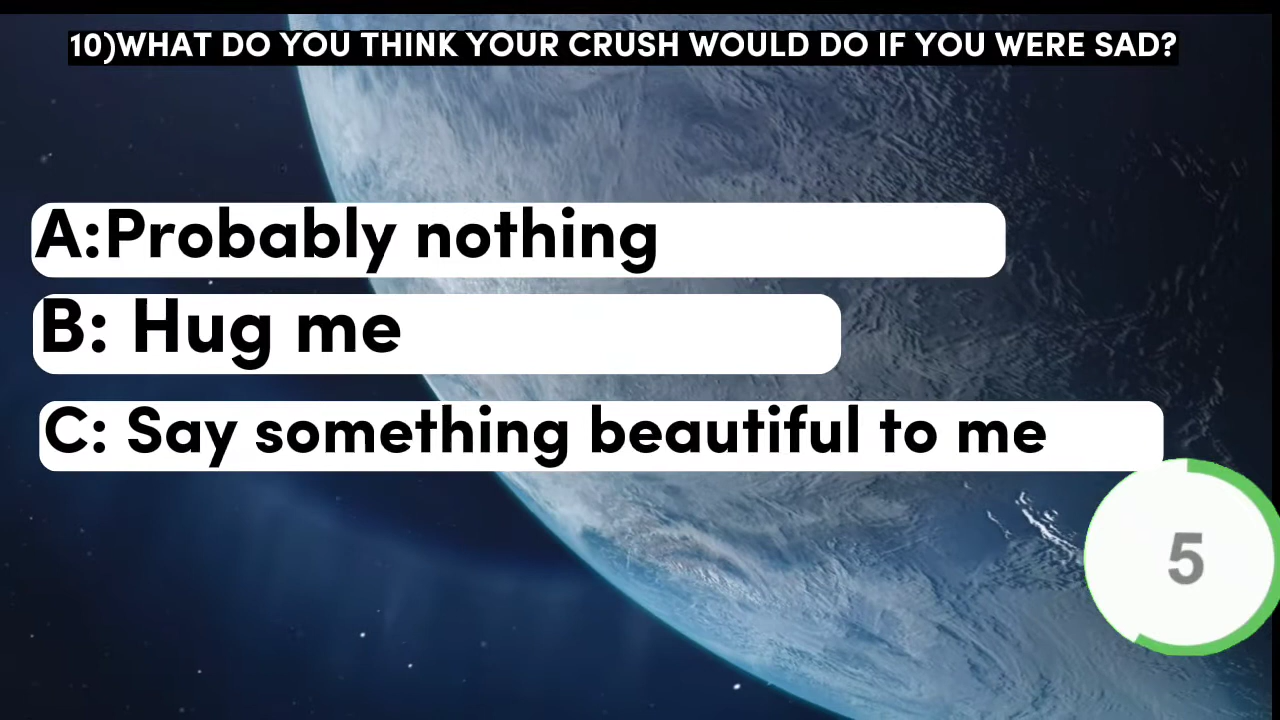 10)WHAT DO YOU THINK YOUR CRUSH WOULD DO IF YOU WERE SAD?
A:Probably nothing
B: Hug me
C: Say something beautiful to me
5